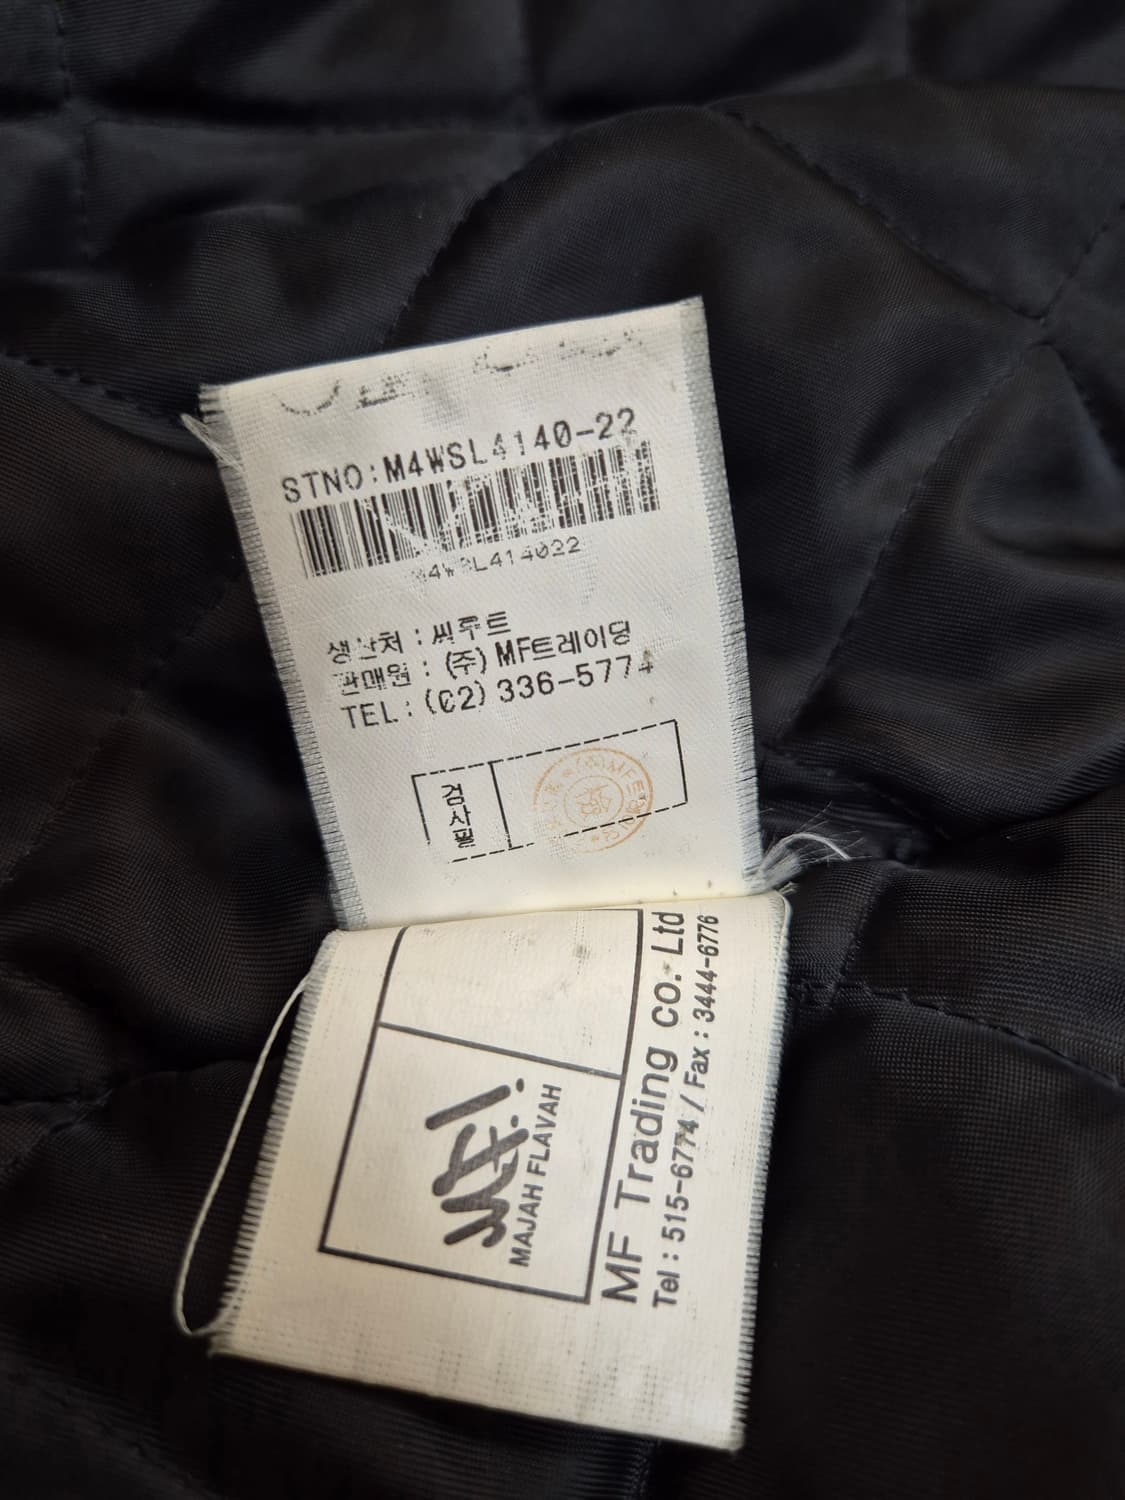 STNO:M4WSL4140-22
M4WSL414022
생산처 : 씨루트
판매원 : (주) MF트레이딩
TEL : (02) 336-5774
검사필
MF!
MAJAH FLAVAH
MF Trading co. Ltd
Tel : 515-6774 / Fax : 3444-6776